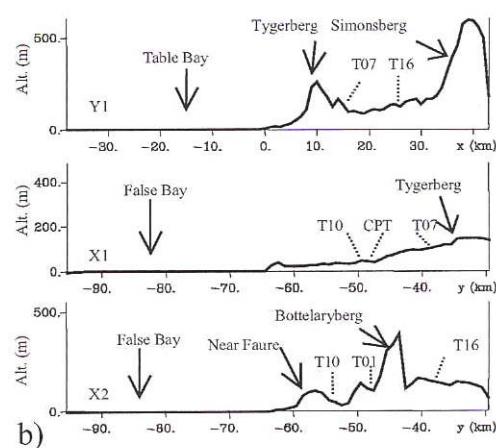 Alt. (m)
500.
0.
Tygerberg Simonsberg
Table Bay
T07 T16
Y1
−30. −20. −10. 0. 10. 20. 30. x (km)
Alt. (m)
400.
200.
0.
False Bay
Tygerberg
T10 CPT T07
X1
−90. −80. −70. −60. −50. −40. y (km)
Alt. (m)
500.
0.
Bottelaryberg
False Bay
Near Faure
T10 T01
T16
X2
−90. −80. −70. −60. −50. −40. y (km)
b)